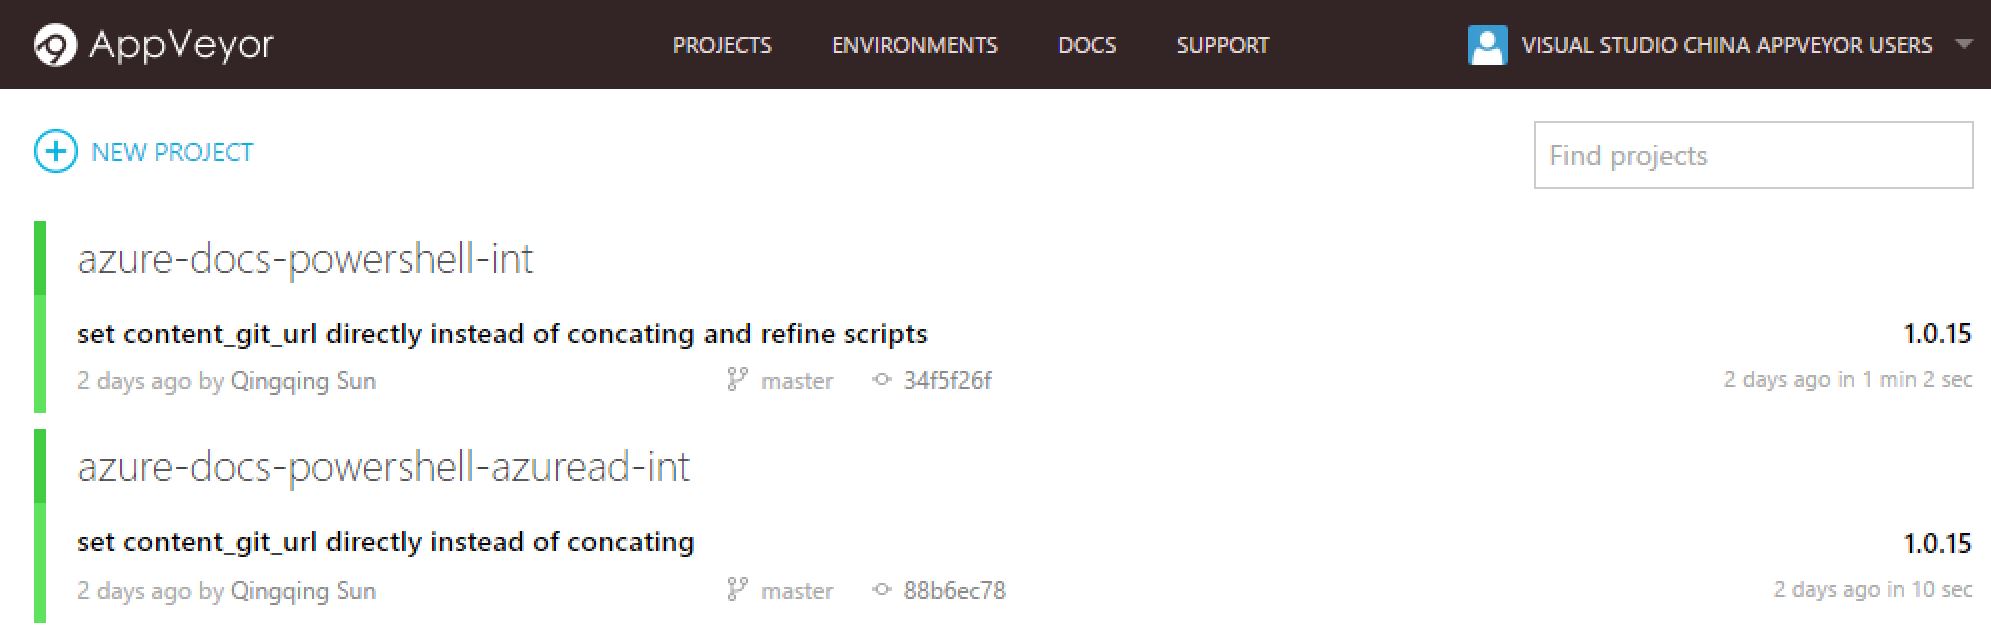 AppVeyor PROJECTS ENVIRONMENTS DOCS SUPPORT VISUAL STUDIO CHINA APPVEYOR USERS
NEW PROJECT Find projects
azure-docs-powershell-int
set content_git_url directly instead of concating and refine scripts 1.0.15
2 days ago by Qingqing Sun master 34f5f26f 2 days ago in 1 min 2 sec
azure-docs-powershell-azuread-int
set content_git_url directly instead of concating 1.0.15
2 days ago by Qingqing Sun master 88b6ec78 2 days ago in 10 sec